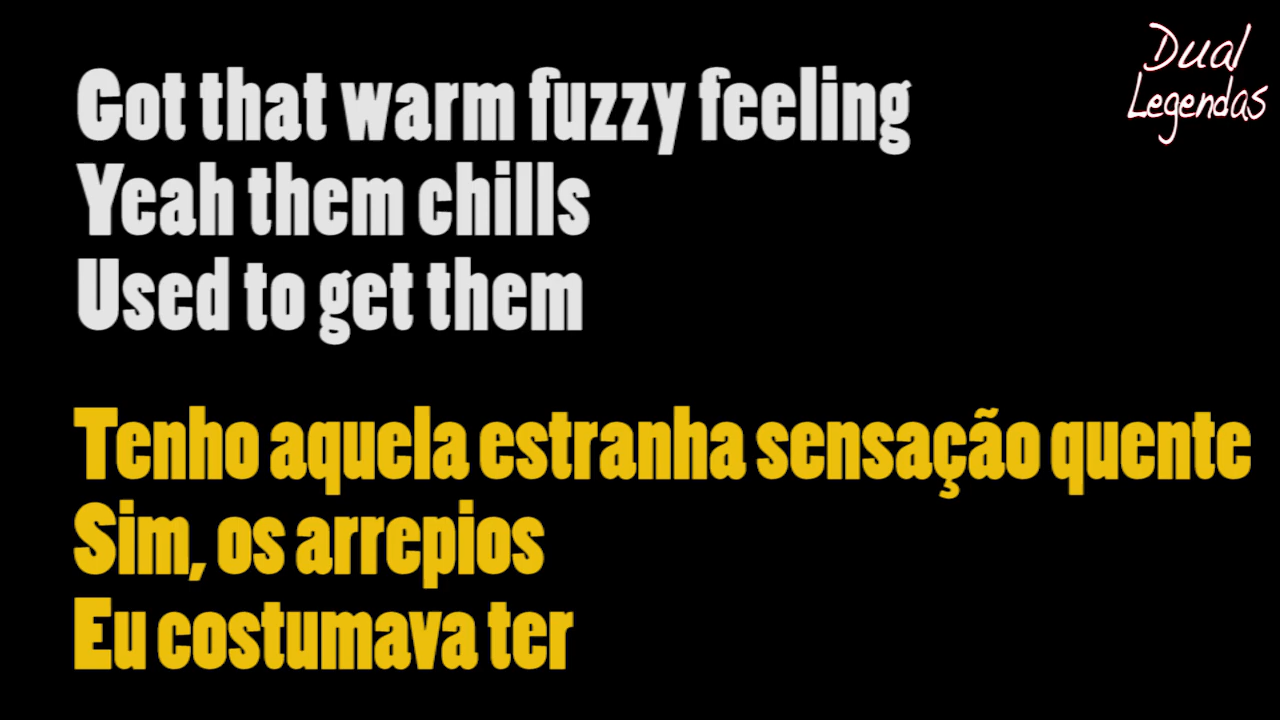 Dual
Legendas
Got that warm fuzzy feeling
Yeah them chills
Used to get them
Tenho aquela estranha sensação quente
Sim, os arrepios
Eu costumava ter